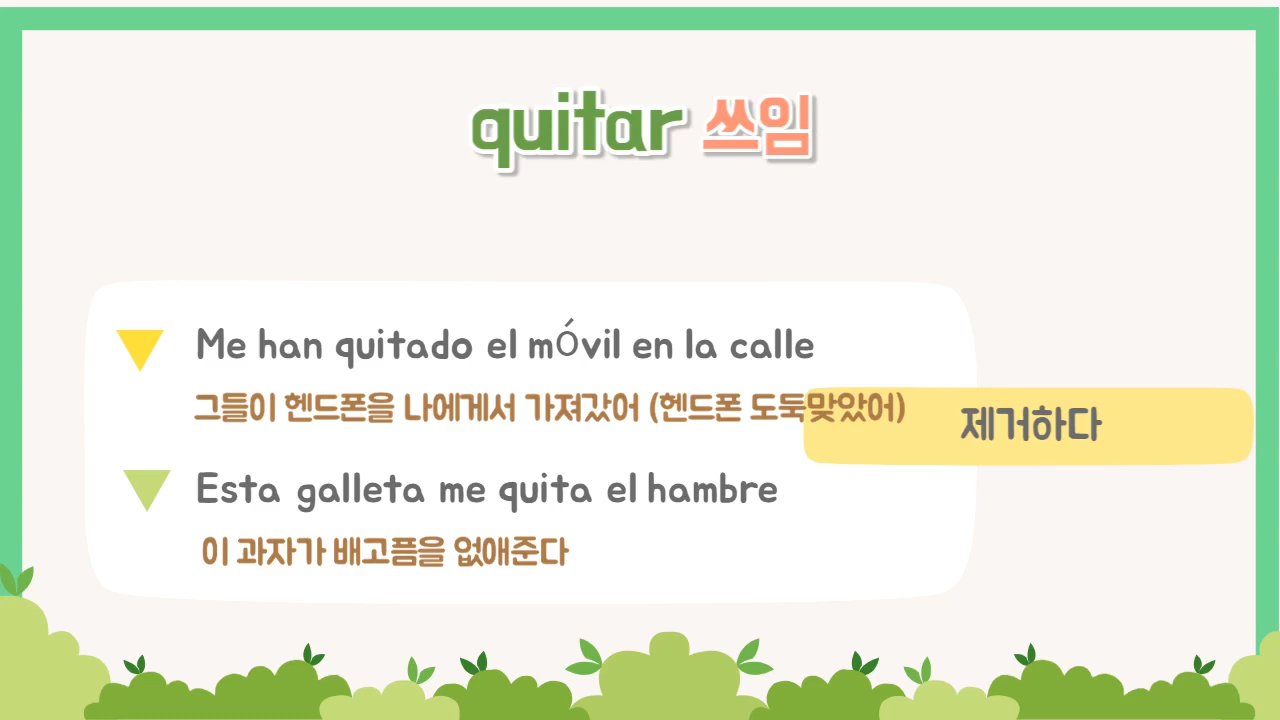 quitar 쓰임
Me han quitado el móvil en la calle
그들이 헨드폰을 나에게서 가져갔어 (헨드폰 도둑맞았어)
제거하다
Esta galleta me quita el hambre
이 과자가 배고픔을 없애준다